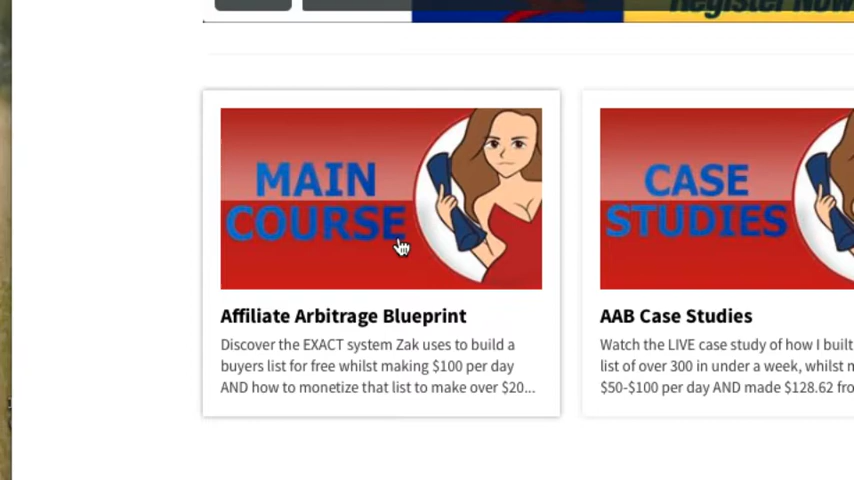 Register Now
MAIN
COURSE
Affiliate Arbitrage Blueprint
Discover the EXACT system Zak uses to build a
buyers list for free whilst making $100 per day
AND how to monetize that list to make over $20...
CASE
STUDIES
AAB Case Studies
Watch the LIVE case study of how I built
list of over 300 in under a week, whilst
$50-$100 per day AND made $128.62